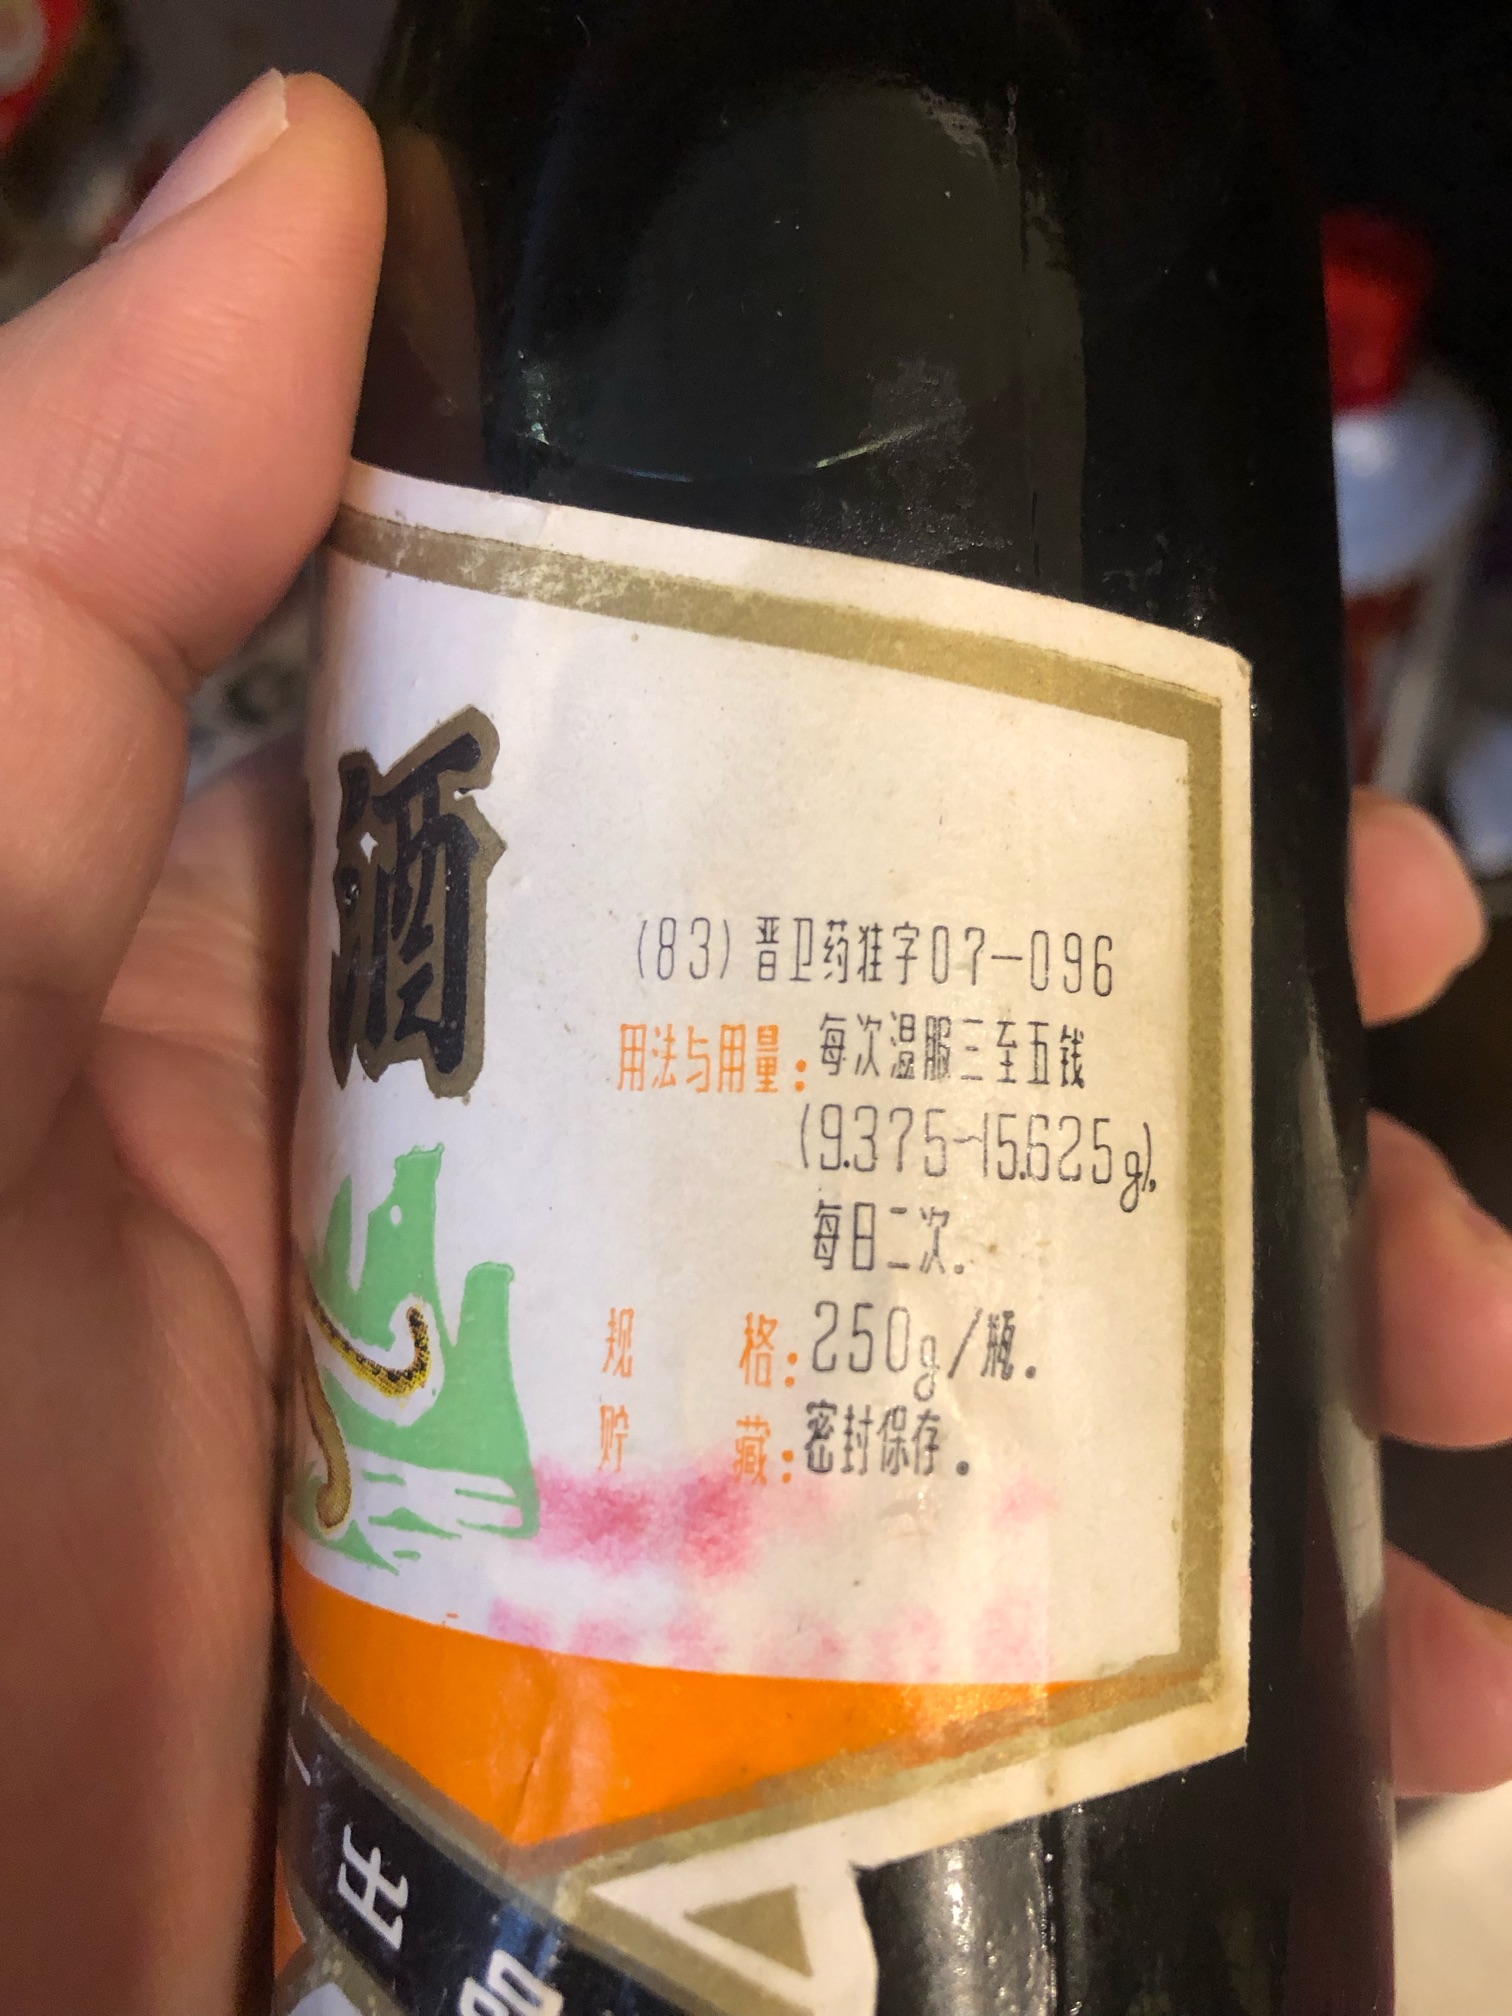 酒
(83)晋卫药准字07-096
用法与用量:每次温服三至五钱
(9.375~15.625g),
每日二次.
规 格:250g/瓶.
贮 藏:密封保存.
品